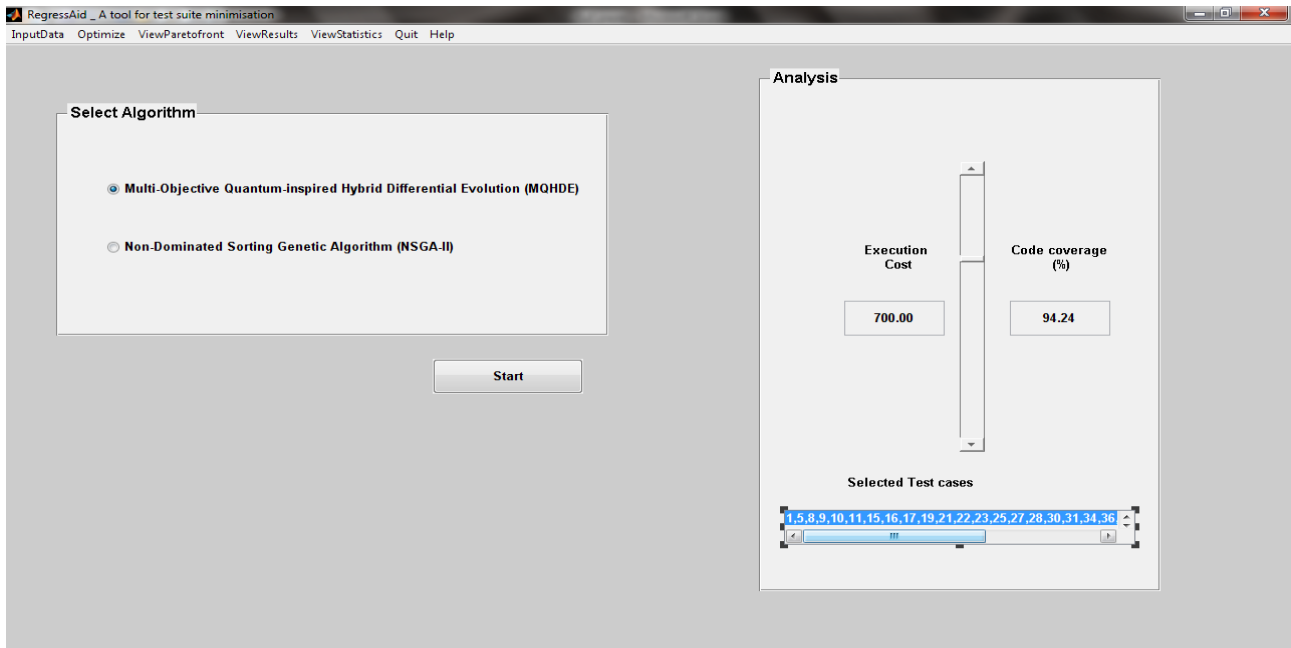 RegressAid _ A tool for test suite minimisation
InputData Optimize ViewParetofront ViewResults ViewStatistics Quit Help
Select Algorithm
Multi-Objective Quantum-inspired Hybrid Differential Evolution (MQHDE)
Non-Dominated Sorting Genetic Algorithm (NSGA-II)
Start
Analysis
Execution
Cost
700.00
Code coverage
(%)
94.24
Selected Test cases
1,5,8,9,10,11,15,16,17,19,21,22,23,25,27,28,30,31,34,36